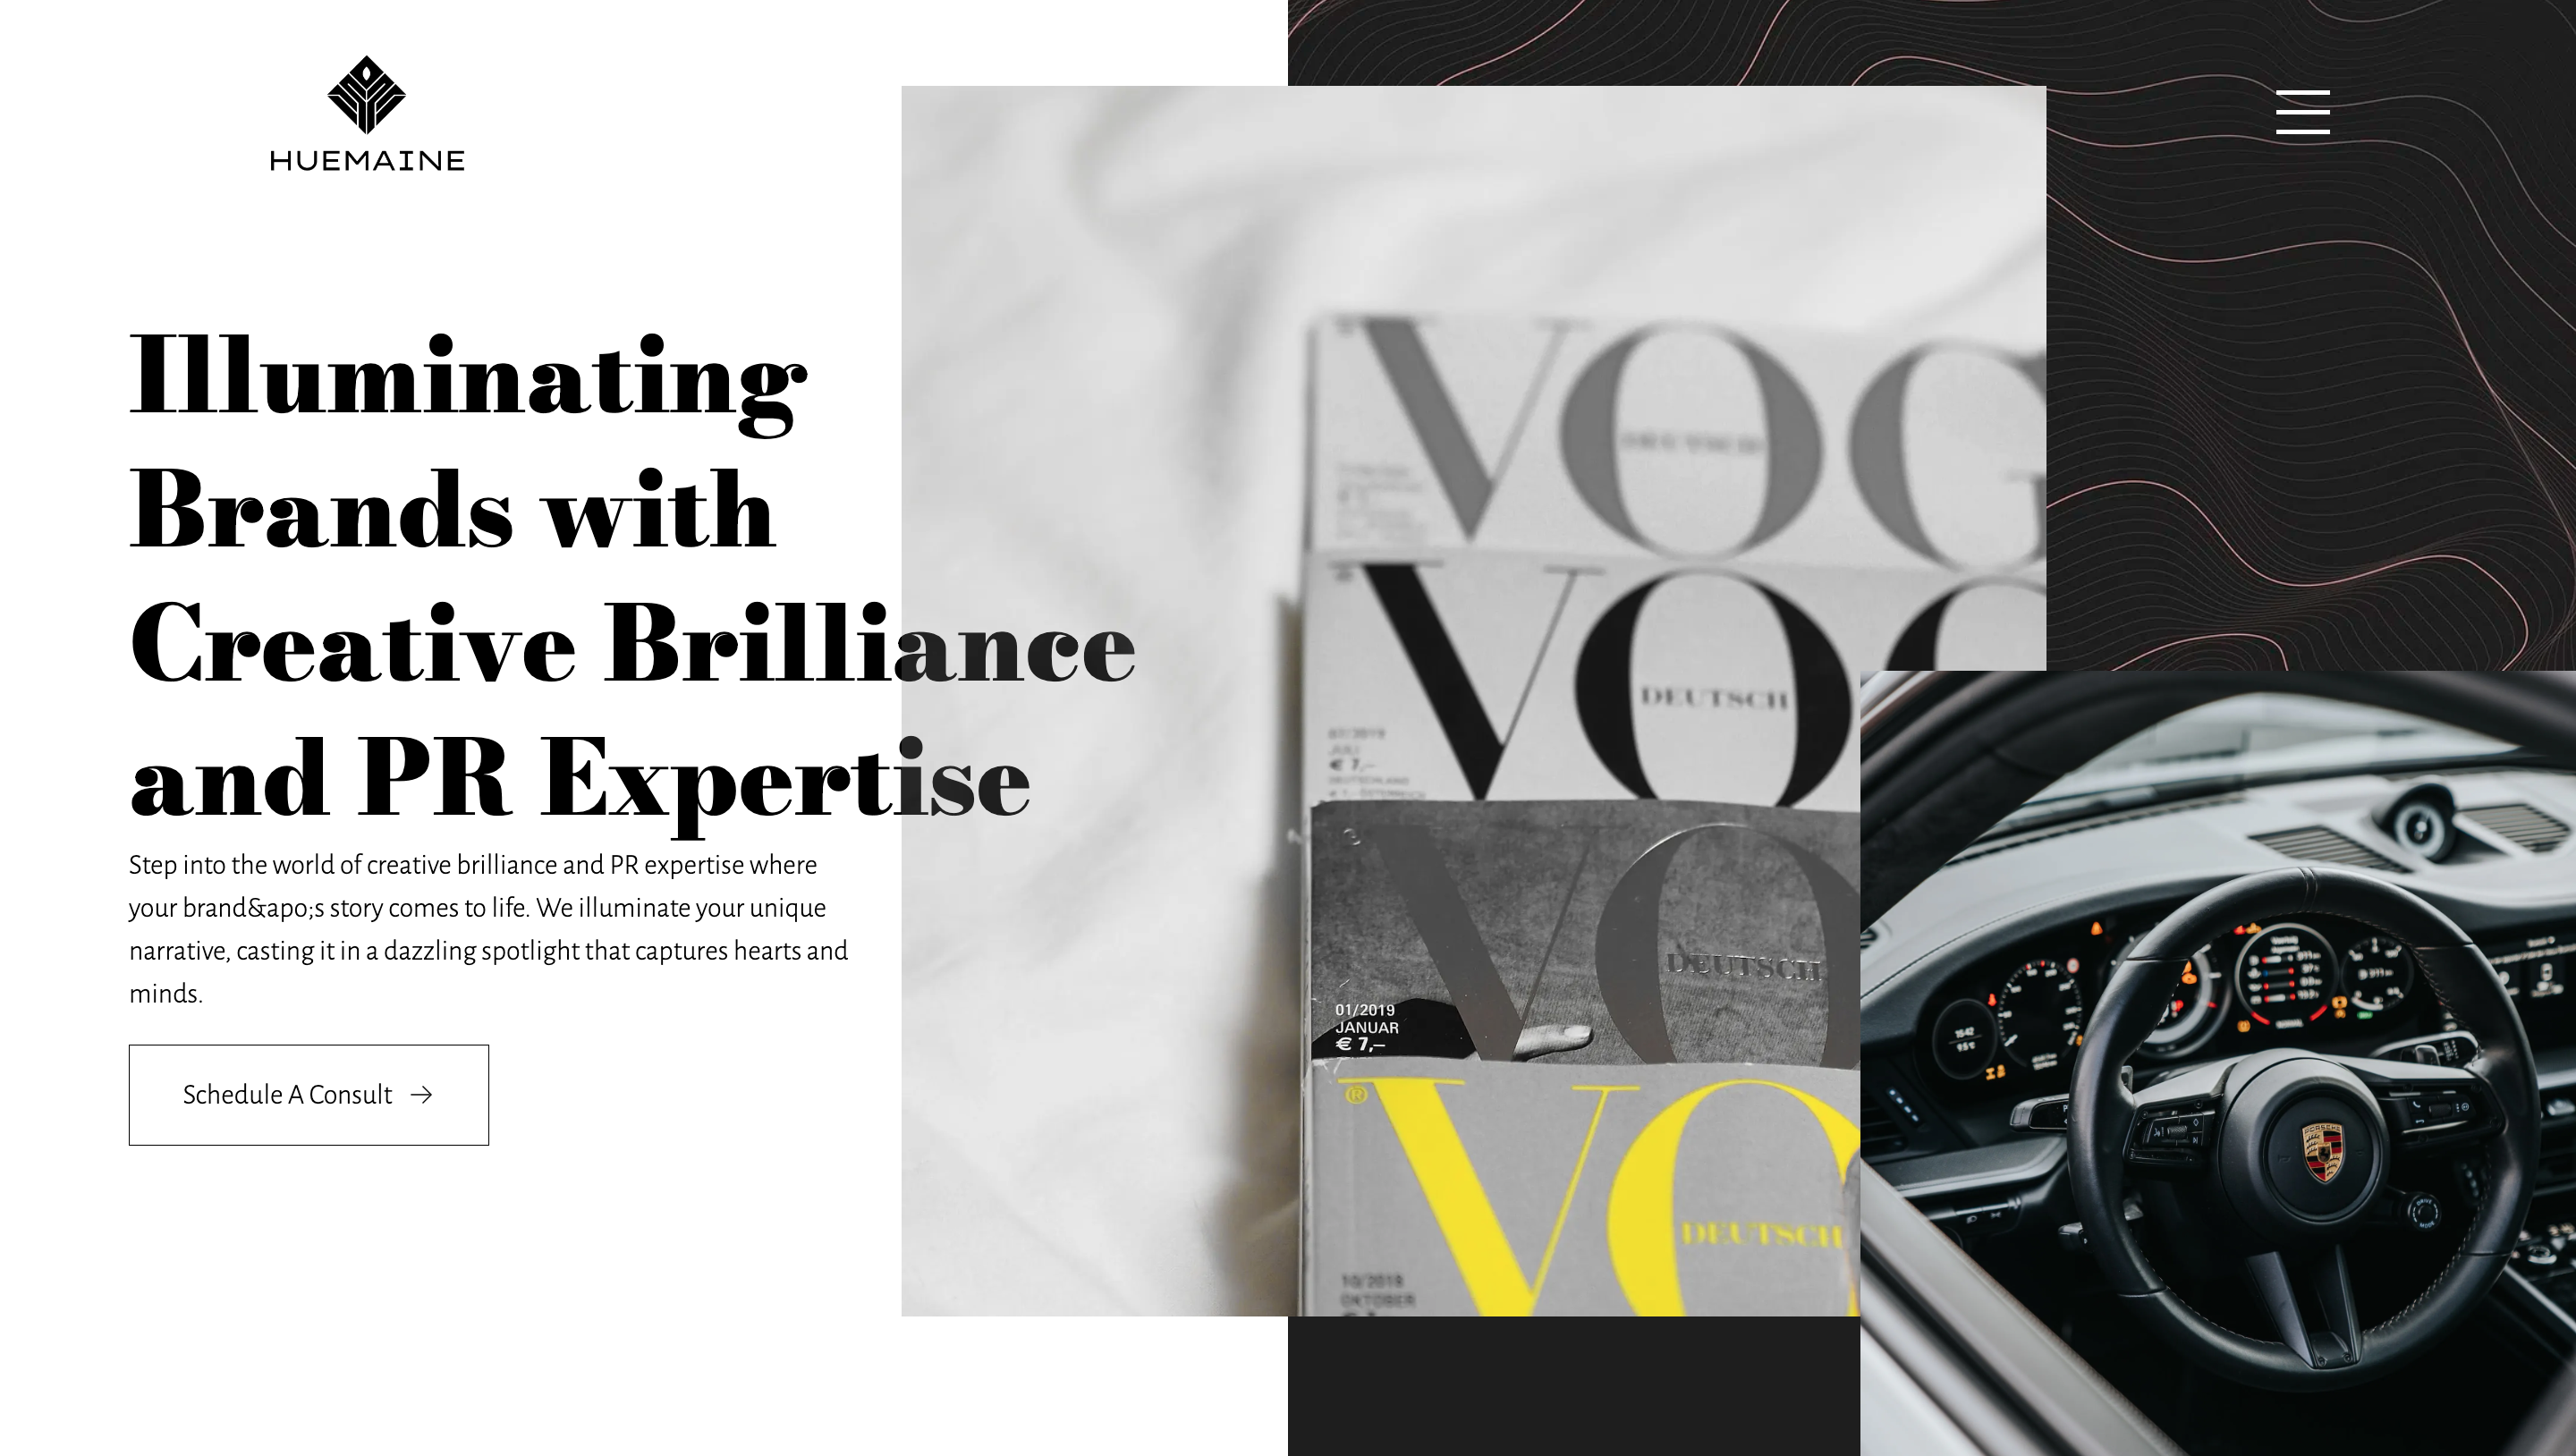 HUEMAINE
Illuminating
Brands with
Creative Brilliance
and PR Expertise
Step into the world of creative brilliance and PR expertise where
your brand&apo;s story comes to life. We illuminate your unique
narrative, casting it in a dazzling spotlight that captures hearts and
minds.
Schedule A Consult →
VOG
DEUTSCH
VOG
DEUTSCH
07/2019
JULI
€ 7,–
VO
DEUTSCH
01/2019
JANUAR
€ 7,–
®
VO
DEUTSCH
10/2018
OKTOBER
PORSCHE